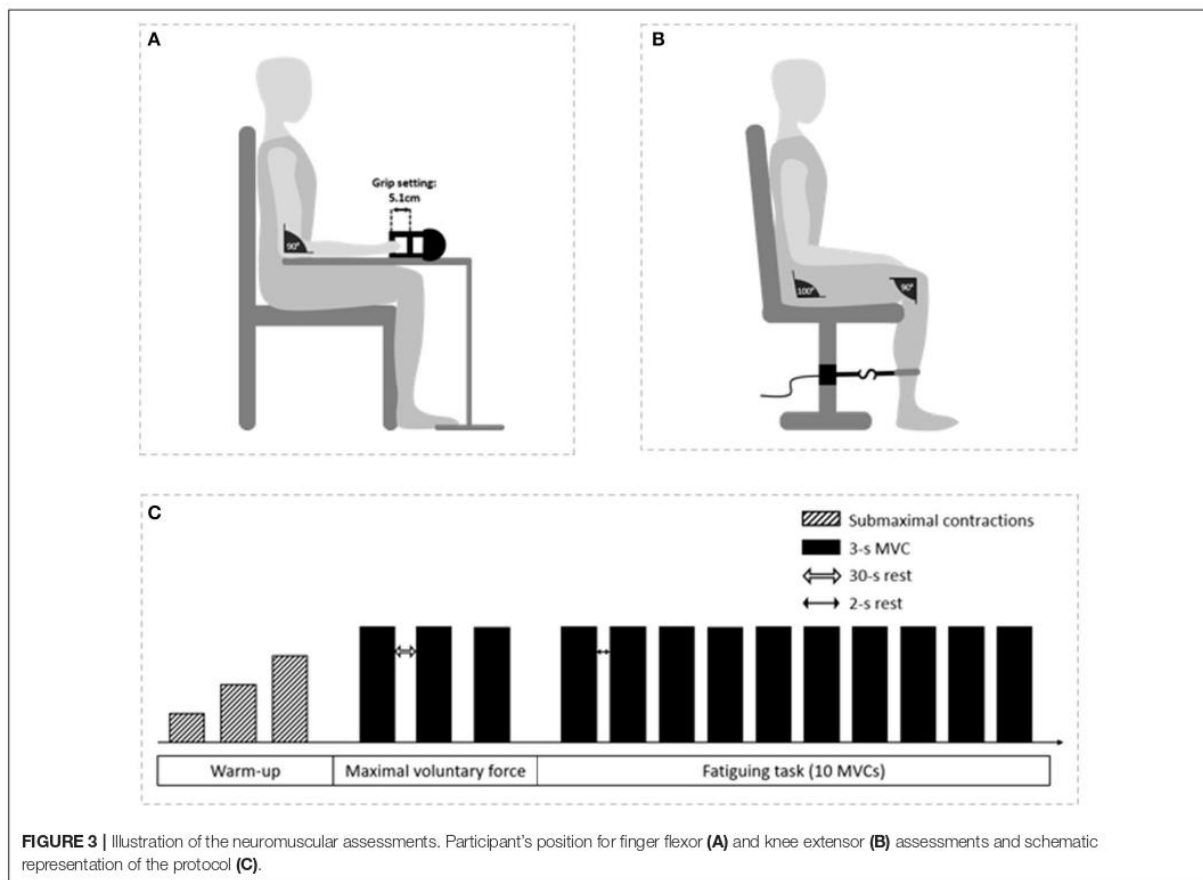 A
Grip setting:
5.1cm
90°
B
100°
90°
C
Submaximal contractions
3-s MVC
30-s rest
2-s rest
Warm-up
Maximal voluntary force
Fatiguing task (10 MVCs)
FIGURE 3 | Illustration of the neuromuscular assessments. Participant's position for finger flexor (A) and knee extensor (B) assessments and schematic
representation of the protocol (C).